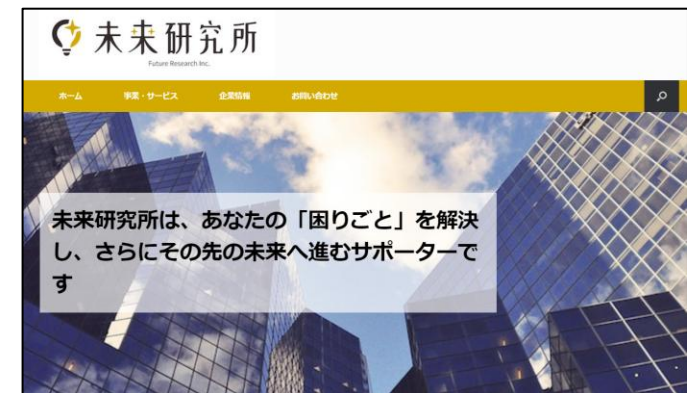 未来研究所
Future Research Inc.
ホーム 事業・サービス 企業情報 お問い合わせ
未来研究所は、あなたの「困りごと」を解決
し、さらにその先の未来へ進むサポーターで
す